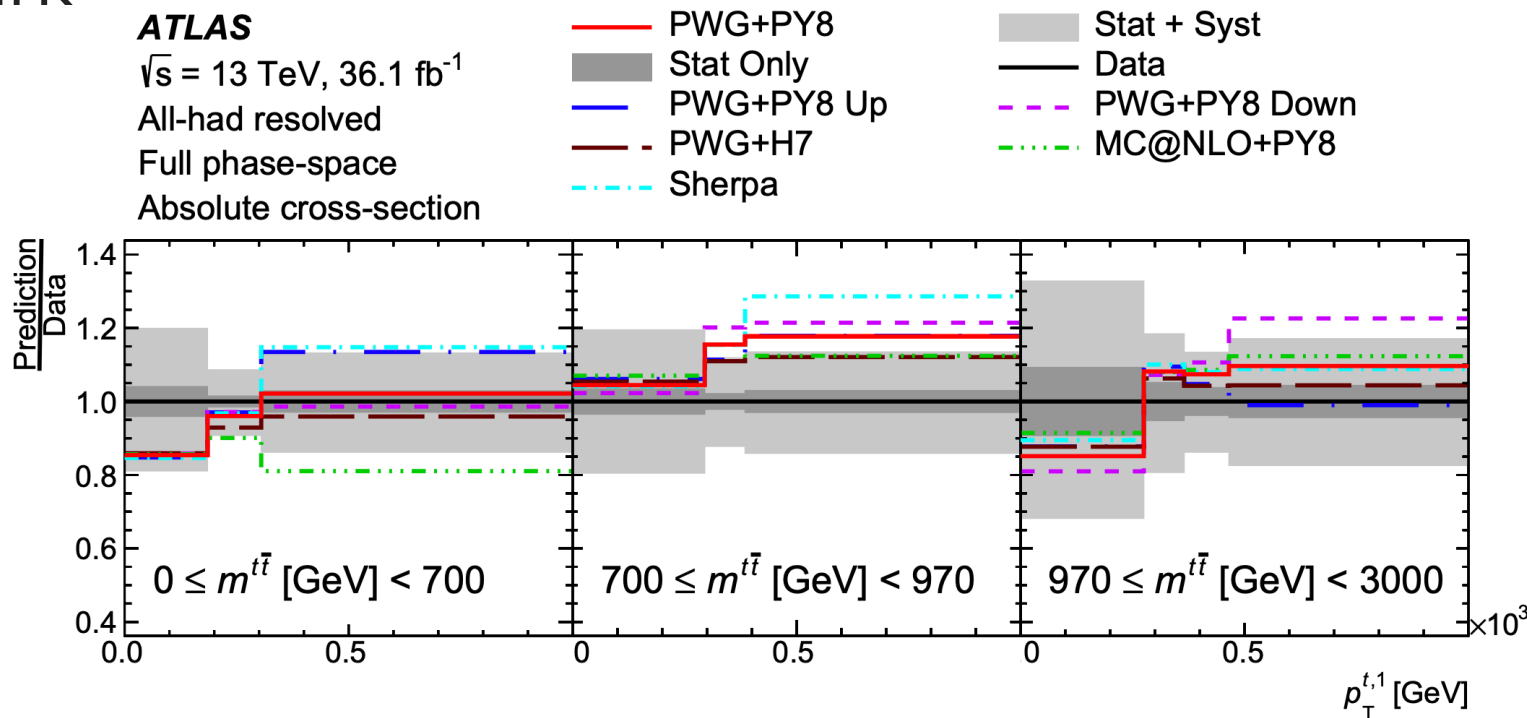 ATLAS
√s = 13 TeV, 36.1 fb⁻¹
All-had resolved
Full phase-space
Absolute cross-section
PWG+PY8
Stat Only
PWG+PY8 Up
PWG+H7
Sherpa
Stat + Syst
Data
PWG+PY8 Down
MC@NLO+PY8
Prediction
Data
1.4
1.2
1.0
0.8
0.6
0.4
0 ≤ m^{tt̄} [GeV] < 700
700 ≤ m^{tt̄} [GeV] < 970
970 ≤ m^{tt̄} [GeV] < 3000
0.0 0.5 0 0.5 .0 0.5 ×10³
p_T^{t,1} [GeV]